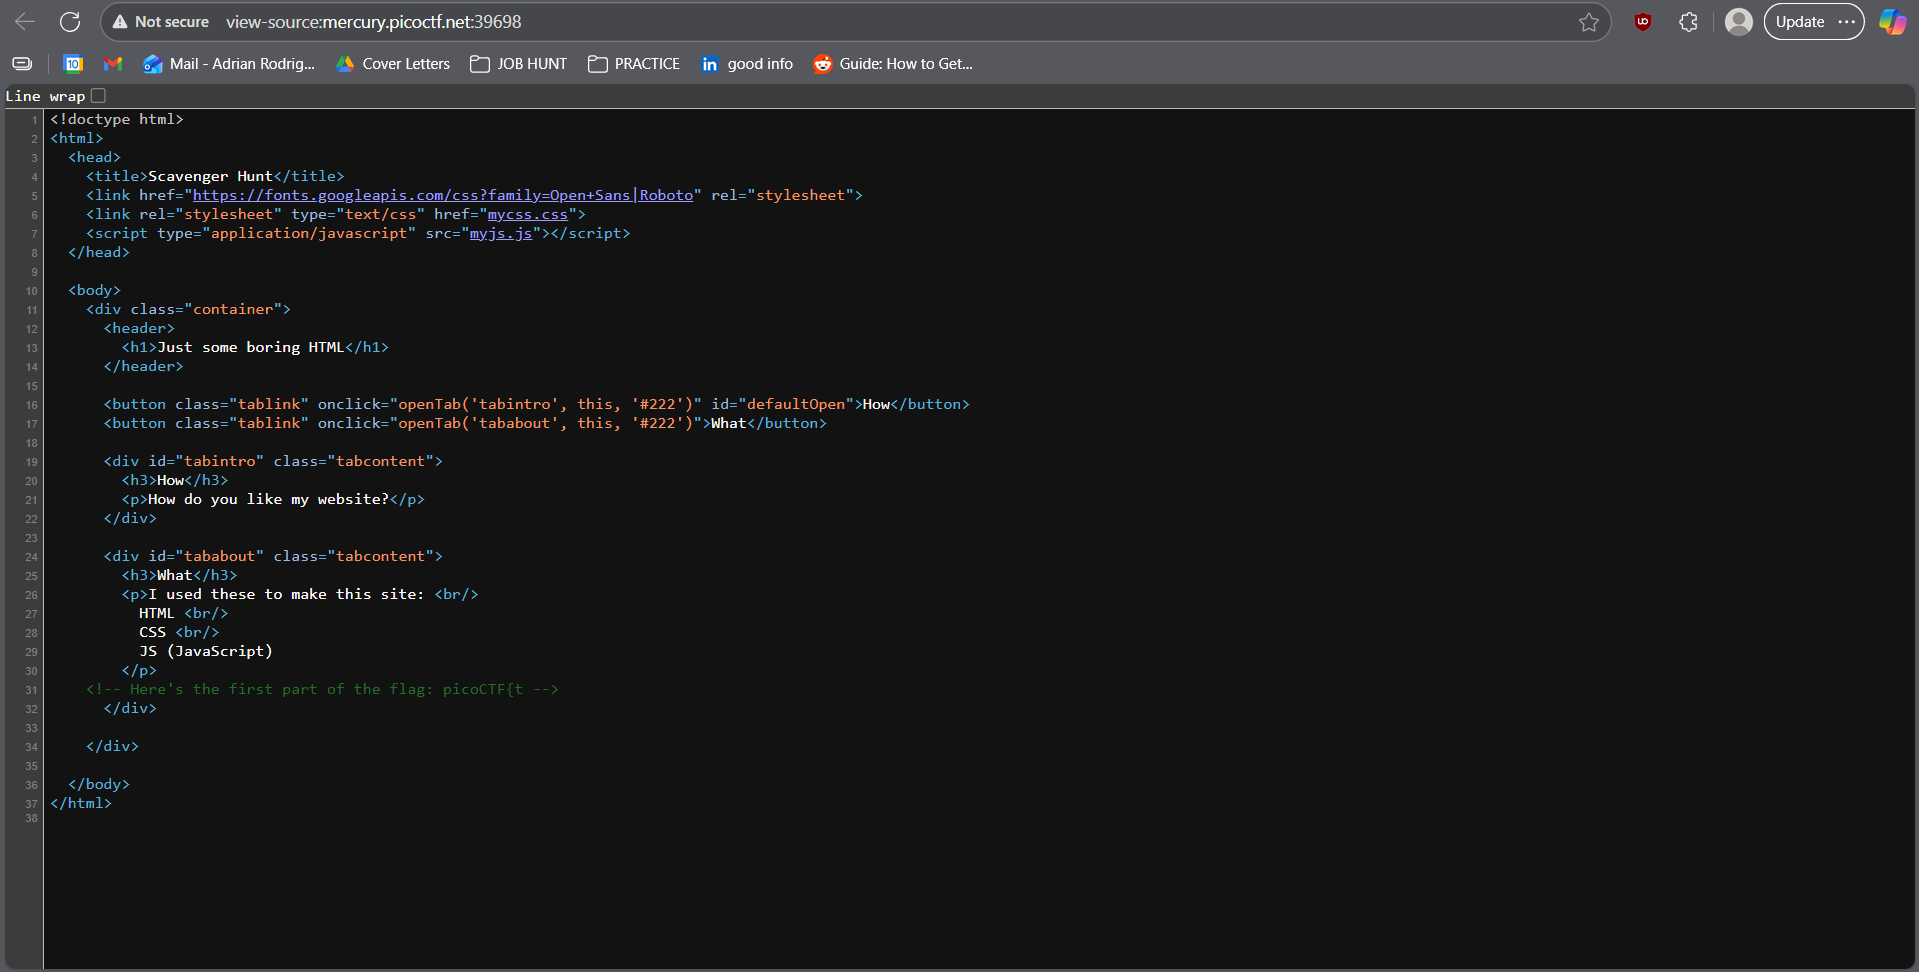 Not secure view-source:mercury.picoctf.net:39698 Update
10 Mail - Adrian Rodrig... Cover Letters JOB HUNT PRACTICE in good info Guide: How to Get...
Line wrap
1 <!doctype html>
2 <html>
3 <head>
4 <title>Scavenger Hunt</title>
5 <link href="https://fonts.googleapis.com/css?family=Open+Sans|Roboto" rel="stylesheet">
6 <link rel="stylesheet" type="text/css" href="mycss.css">
7 <script type="application/javascript" src="myjs.js"></script>
8 </head>
9
10 <body>
11 <div class="container">
12 <header>
13 <h1>Just some boring HTML</h1>
14 </header>
15
16 <button class="tablink" onclick="openTab('tabintro', this, '#222')" id="defaultOpen">How</button>
17 <button class="tablink" onclick="openTab('tababout', this, '#222')">What</button>
18
19 <div id="tabintro" class="tabcontent">
20 <h3>How</h3>
21 <p>How do you like my website?</p>
22 </div>
23
24 <div id="tababout" class="tabcontent">
25 <h3>What</h3>
26 <p>I used these to make this site: <br/>
27 HTML <br/>
28 CSS <br/>
29 JS (JavaScript)
30 </p>
31 <!-- Here's the first part of the flag: picoCTF{t -->
32 </div>
33
34 </div>
35
36 </body>
37 </html>
38